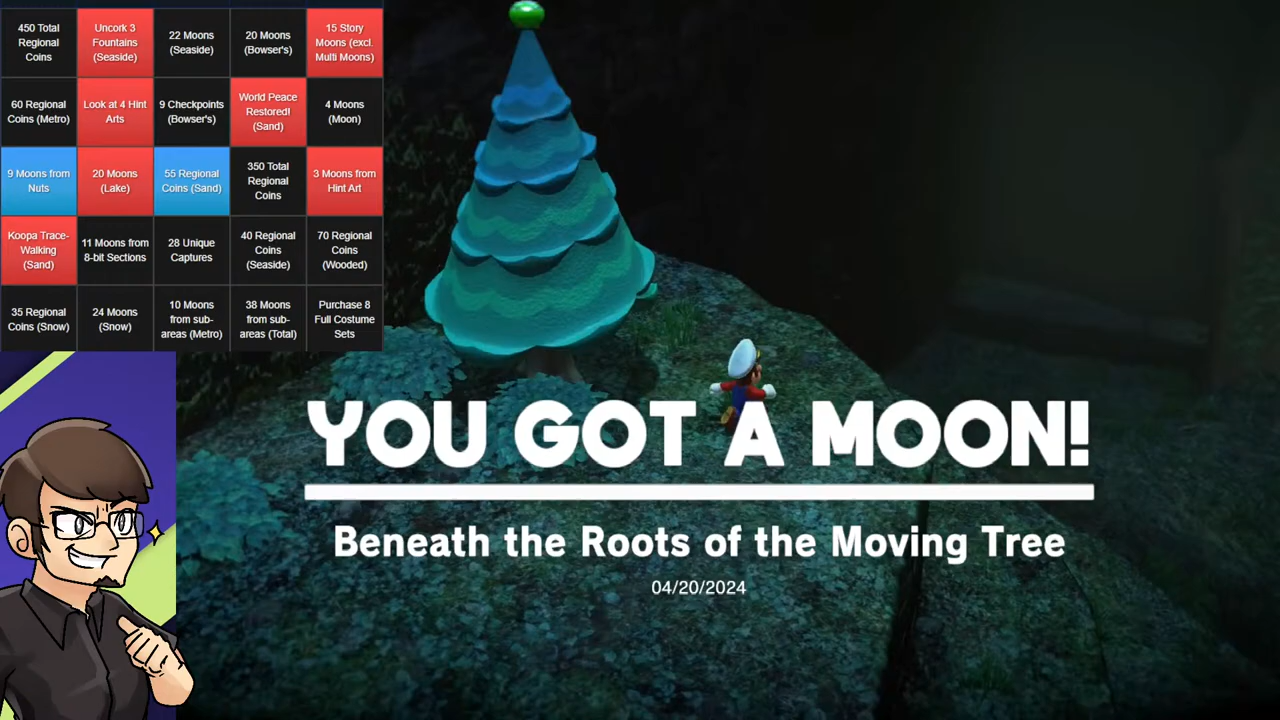 450 Total
Regional
Coins
Uncork 3
Fountains
(Seaside)
22 Moons
(Seaside)
20 Moons
(Bowser's)
15 Story
Moons (excl.
Multi Moons)
60 Regional
Coins (Metro)
Look at 4 Hint
Arts
9 Checkpoints
(Bowser's)
World Peace
Restored!
(Sand)
4 Moons
(Moon)
9 Moons from
Nuts
20 Moons
(Lake)
55 Regional
Coins (Sand)
350 Total
Regional
Coins
3 Moons from
Hint Art
Koopa Trace-
Walking
(Sand)
11 Moons from
8-bit Sections
28 Unique
Captures
40 Regional
Coins
(Seaside)
70 Regional
Coins
(Wooded)
35 Regional
Coins (Snow)
24 Moons
(Snow)
10 Moons
from sub-
areas (Metro)
38 Moons
from sub-
areas (Total)
Purchase 8
Full Costume
Sets
YOU GOT A MOON!
Beneath the Roots of the Moving Tree
04/20/2024